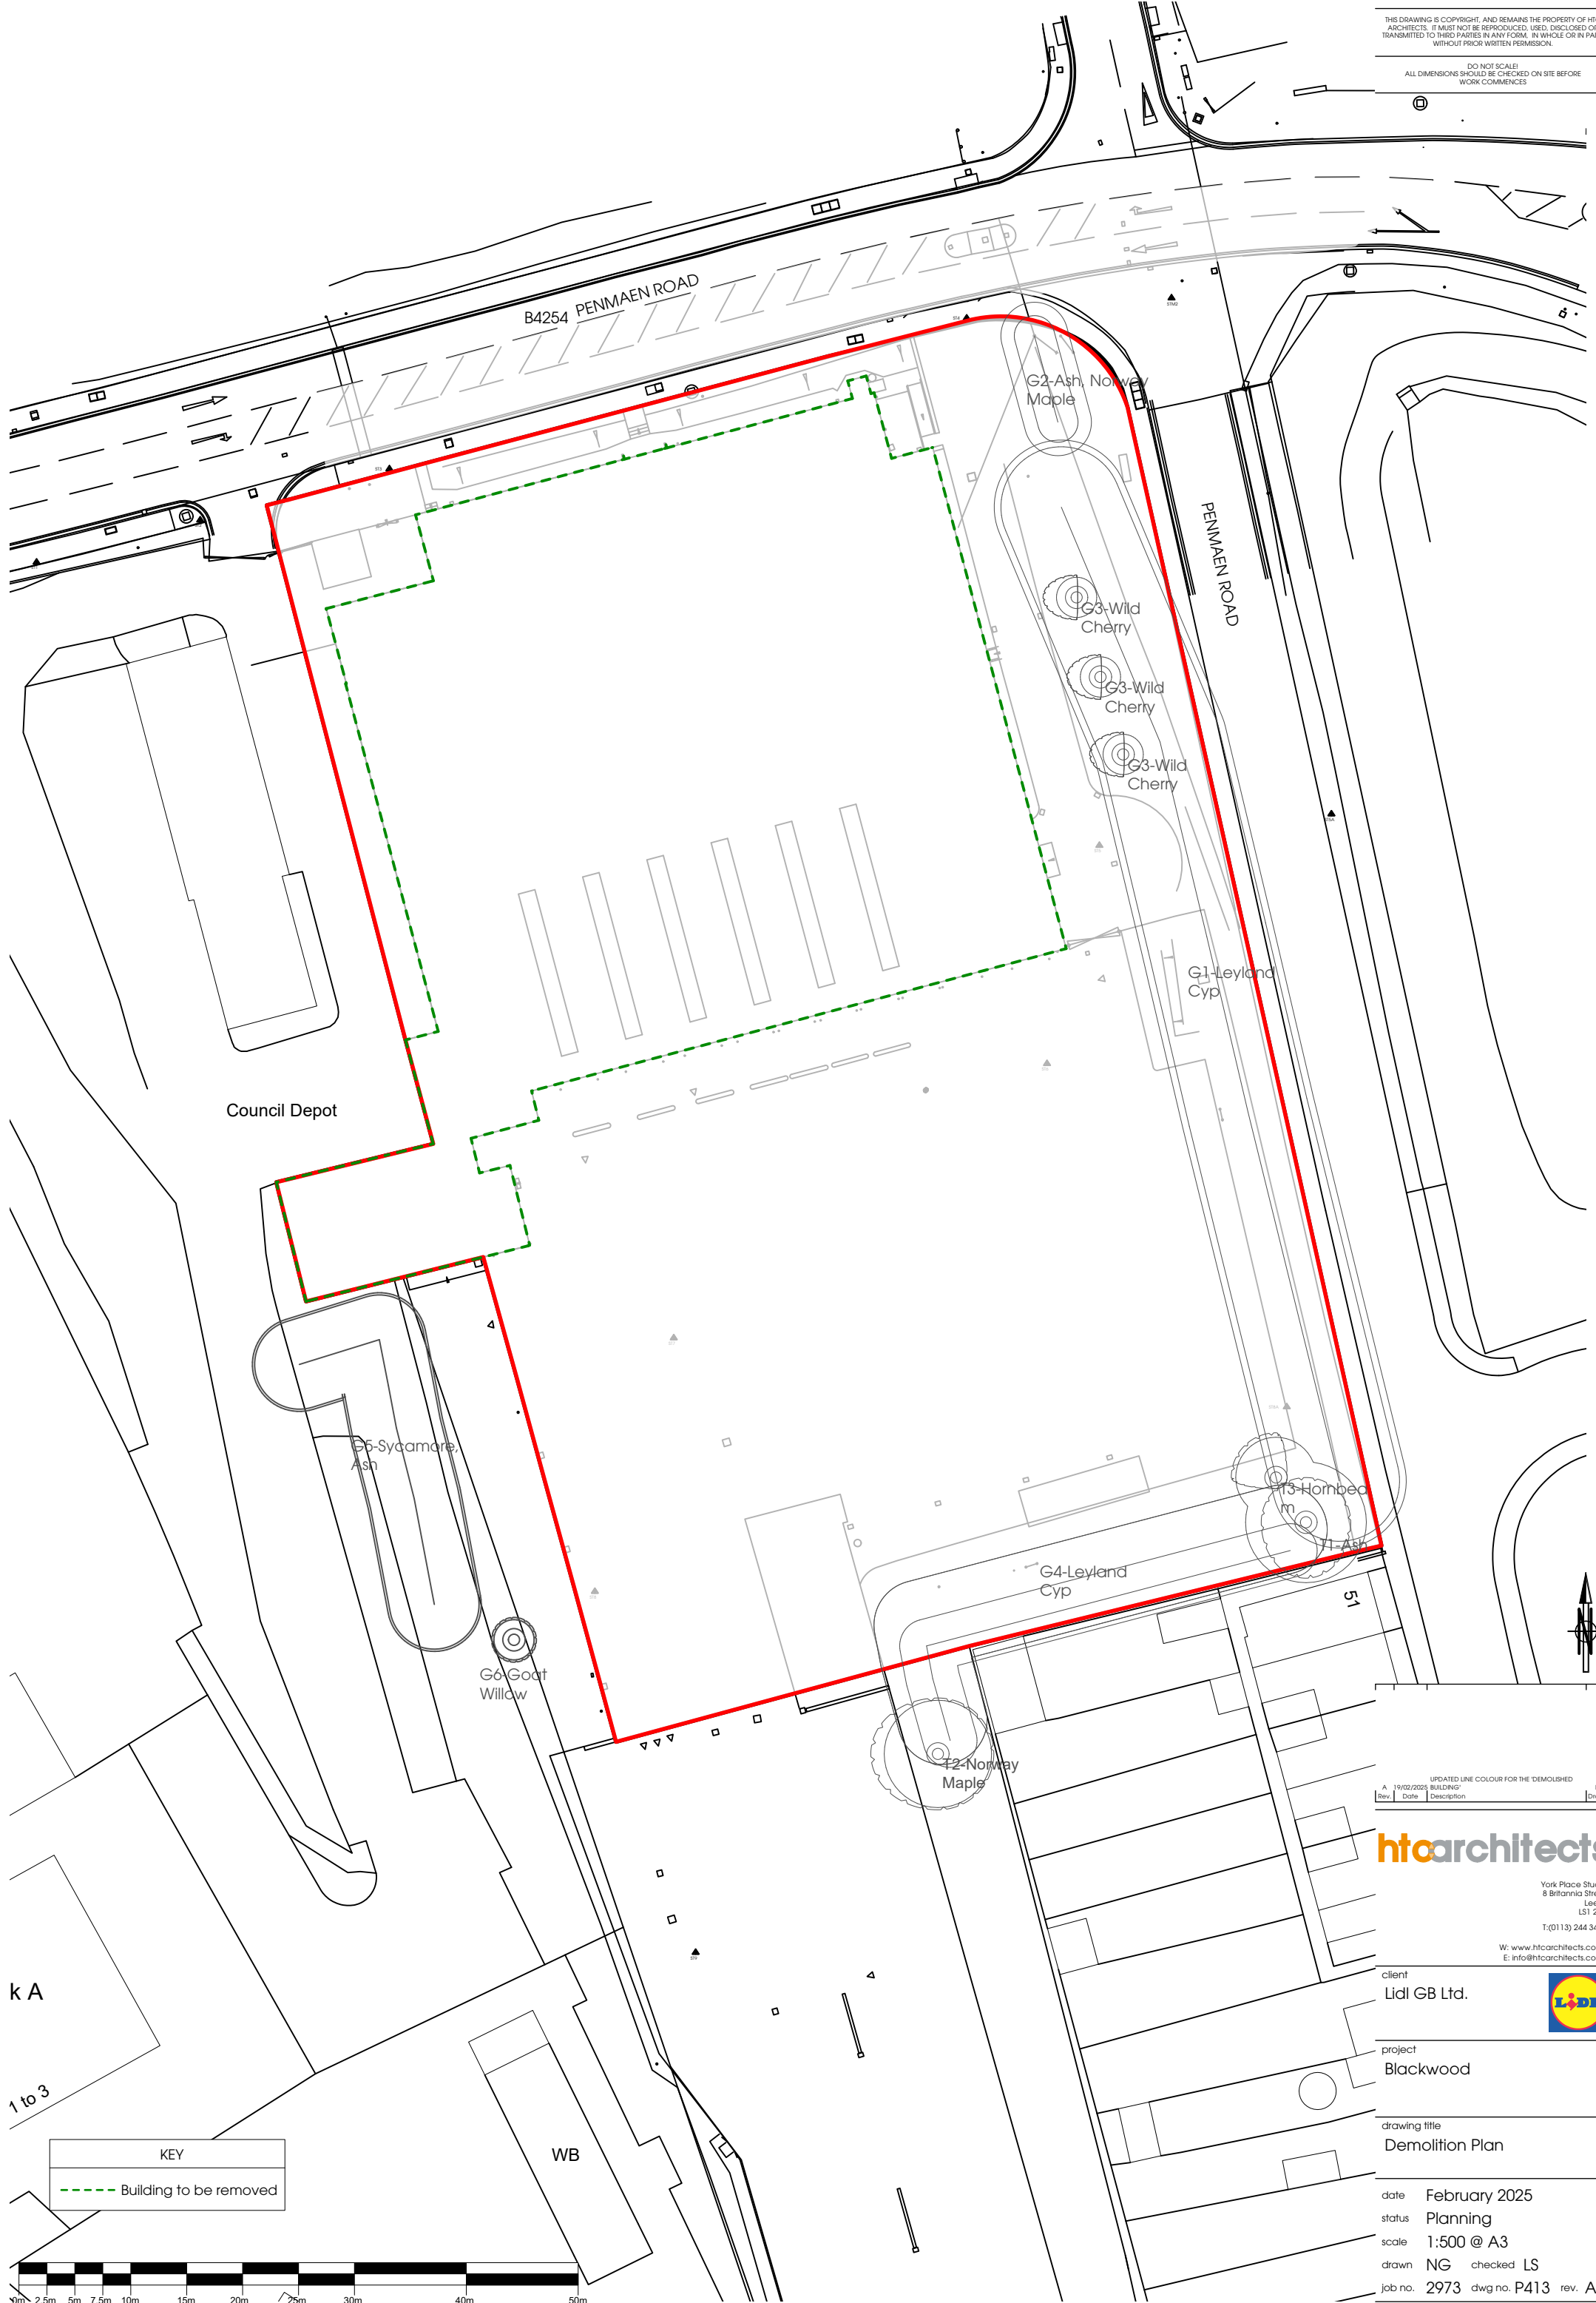 THIS DRAWING IS COPYRIGHT, AND REMAINS THE PROPERTY OF
ARCHITECTS. IT MUST NOT BE REPRODUCED, USED, DISCLOSED
TRANSMITTED TO THIRD PARTIES IN ANY FORM, IN WHOLE OR IN
WITHOUT PRIOR WRITTEN PERMISSION.
DO NOT SCALE!
ALL DIMENSIONS SHOULD BE CHECKED ON SITE BEFORE
WORK COMMENCES
B4254 PENMAEN ROAD
G2-Ash, Norway
Maple
PENMAEN ROAD
G3-Wild
Cherry
G3-Wild
Cherry
G3-Wild
Cherry
G1-Leyland
Cyp
Council Depot
G5-Sycamore,
Ash
T3-Hornbea
m
T1-Ash
G4-Leyland
Cyp
51
G6-Goat
Willow
T2-Norway
Maple
N
k A
1 to 3
WB
KEY
Building to be removed
0m 2.5m 5m 7.5m 10m 15m 20m 25m 30m 40m 50m
UPDATED LINE COLOUR FOR THE 'DEMOLISHED
A 19/02/2025 BUILDING'
Rev. Date Description
htcarchitects
York Place
8 Britannia
LS1
T:(0113) 244
W: www.htcarchitects.co
E: info@htcarchitects.co
client
Lidl GB Ltd.
LIDL
project
Blackwood
drawing title
Demolition Plan
date February 2025
status Planning
scale 1:500 @ A3
drawn NG checked LS
job no. 2973 dwg no. P413 rev. A